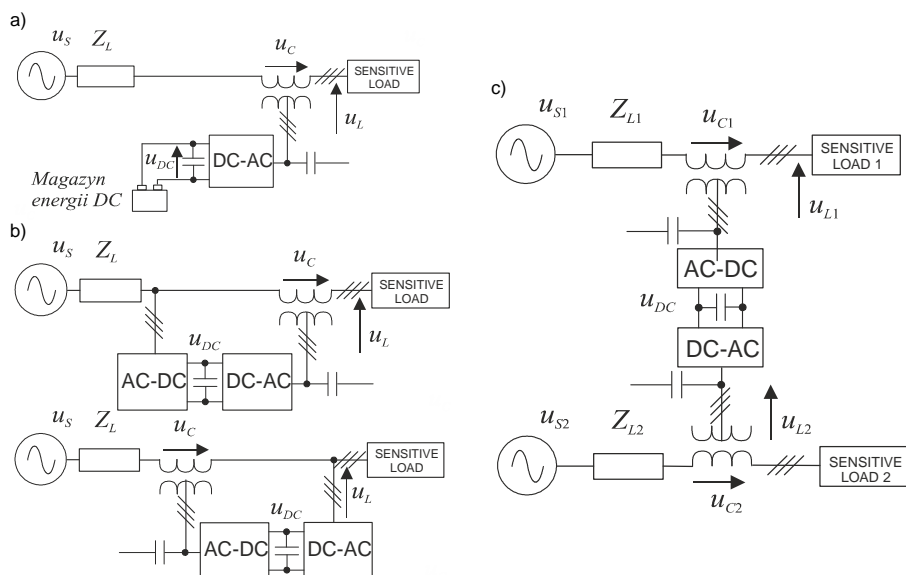 a)
u_S Z_L u_C
SENSITIVE
LOAD
u_L
u_DC DC-AC
Magazyn
energii DC
b)
u_S Z_L u_C
SENSITIVE
LOAD
u_L
u_DC
AC-DC DC-AC
u_S Z_L u_C
SENSITIVE
LOAD
u_L
u_DC
AC-DC DC-AC
c)
u_S1 Z_L1 u_C1
SENSITIVE
LOAD 1
u_L1
AC-DC
u_DC
DC-AC
u_S2 Z_L2 u_L2
SENSITIVE
LOAD 2
u_C2